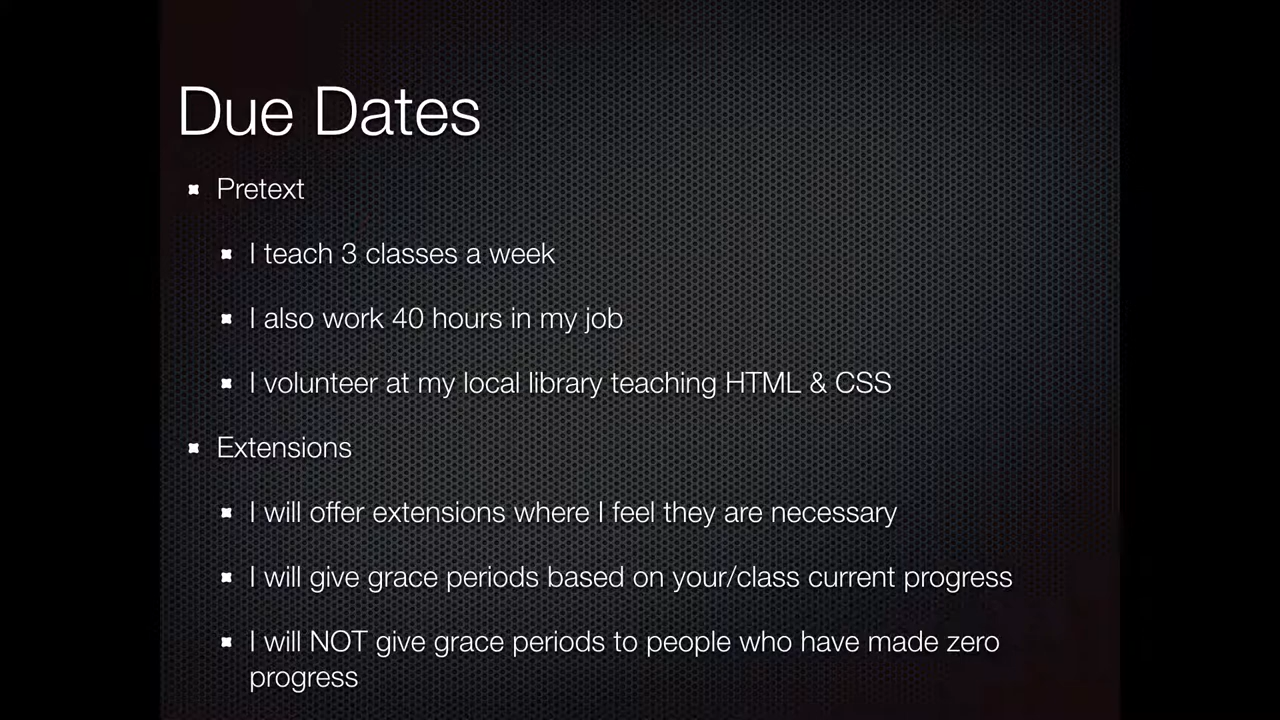 Due Dates
Pretext
I teach 3 classes a week
I also work 40 hours in my job
I volunteer at my local library teaching HTML & CSS
Extensions
I will offer extensions where I feel they are necessary
I will give grace periods based on your/class current progress
I will NOT give grace periods to people who have made zero
progress